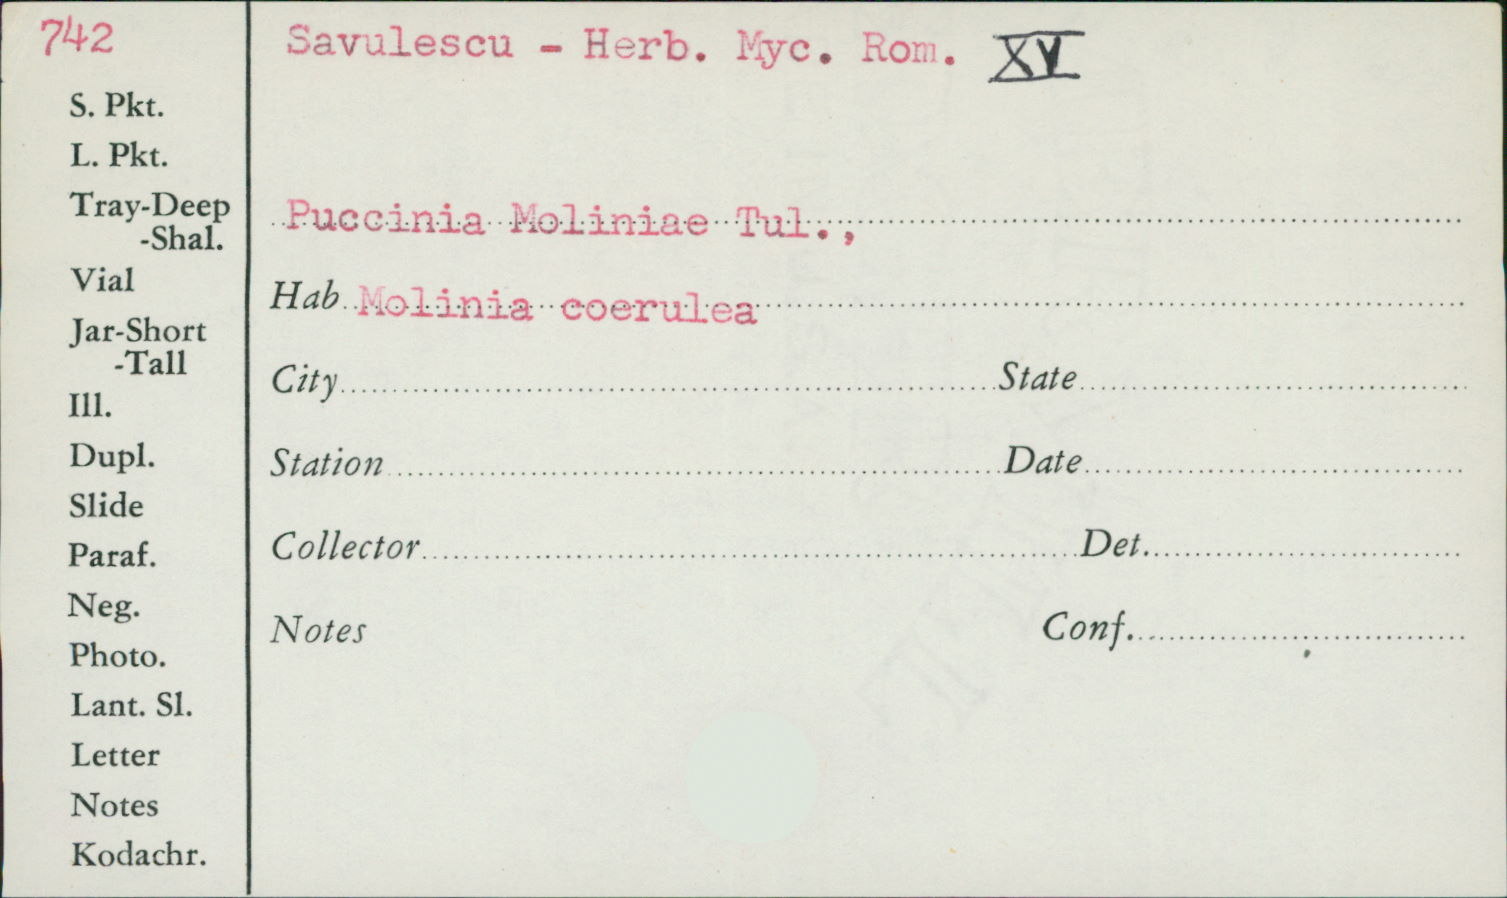 742
Savulescu - Herb. Myc. Rom. XV
S. Pkt.
L. Pkt.
Tray-Deep
-Shal.
Vial
Jar-Short
-Tall
Ill.
Dupl.
Slide
Paraf.
Neg.
Photo.
Lant. Sl.
Letter
Notes
Kodachr.
Puccinia Moliniae Tul.,
Hab Molinia coerulea
City State
Station Date
Collector Det.
Notes Conf.